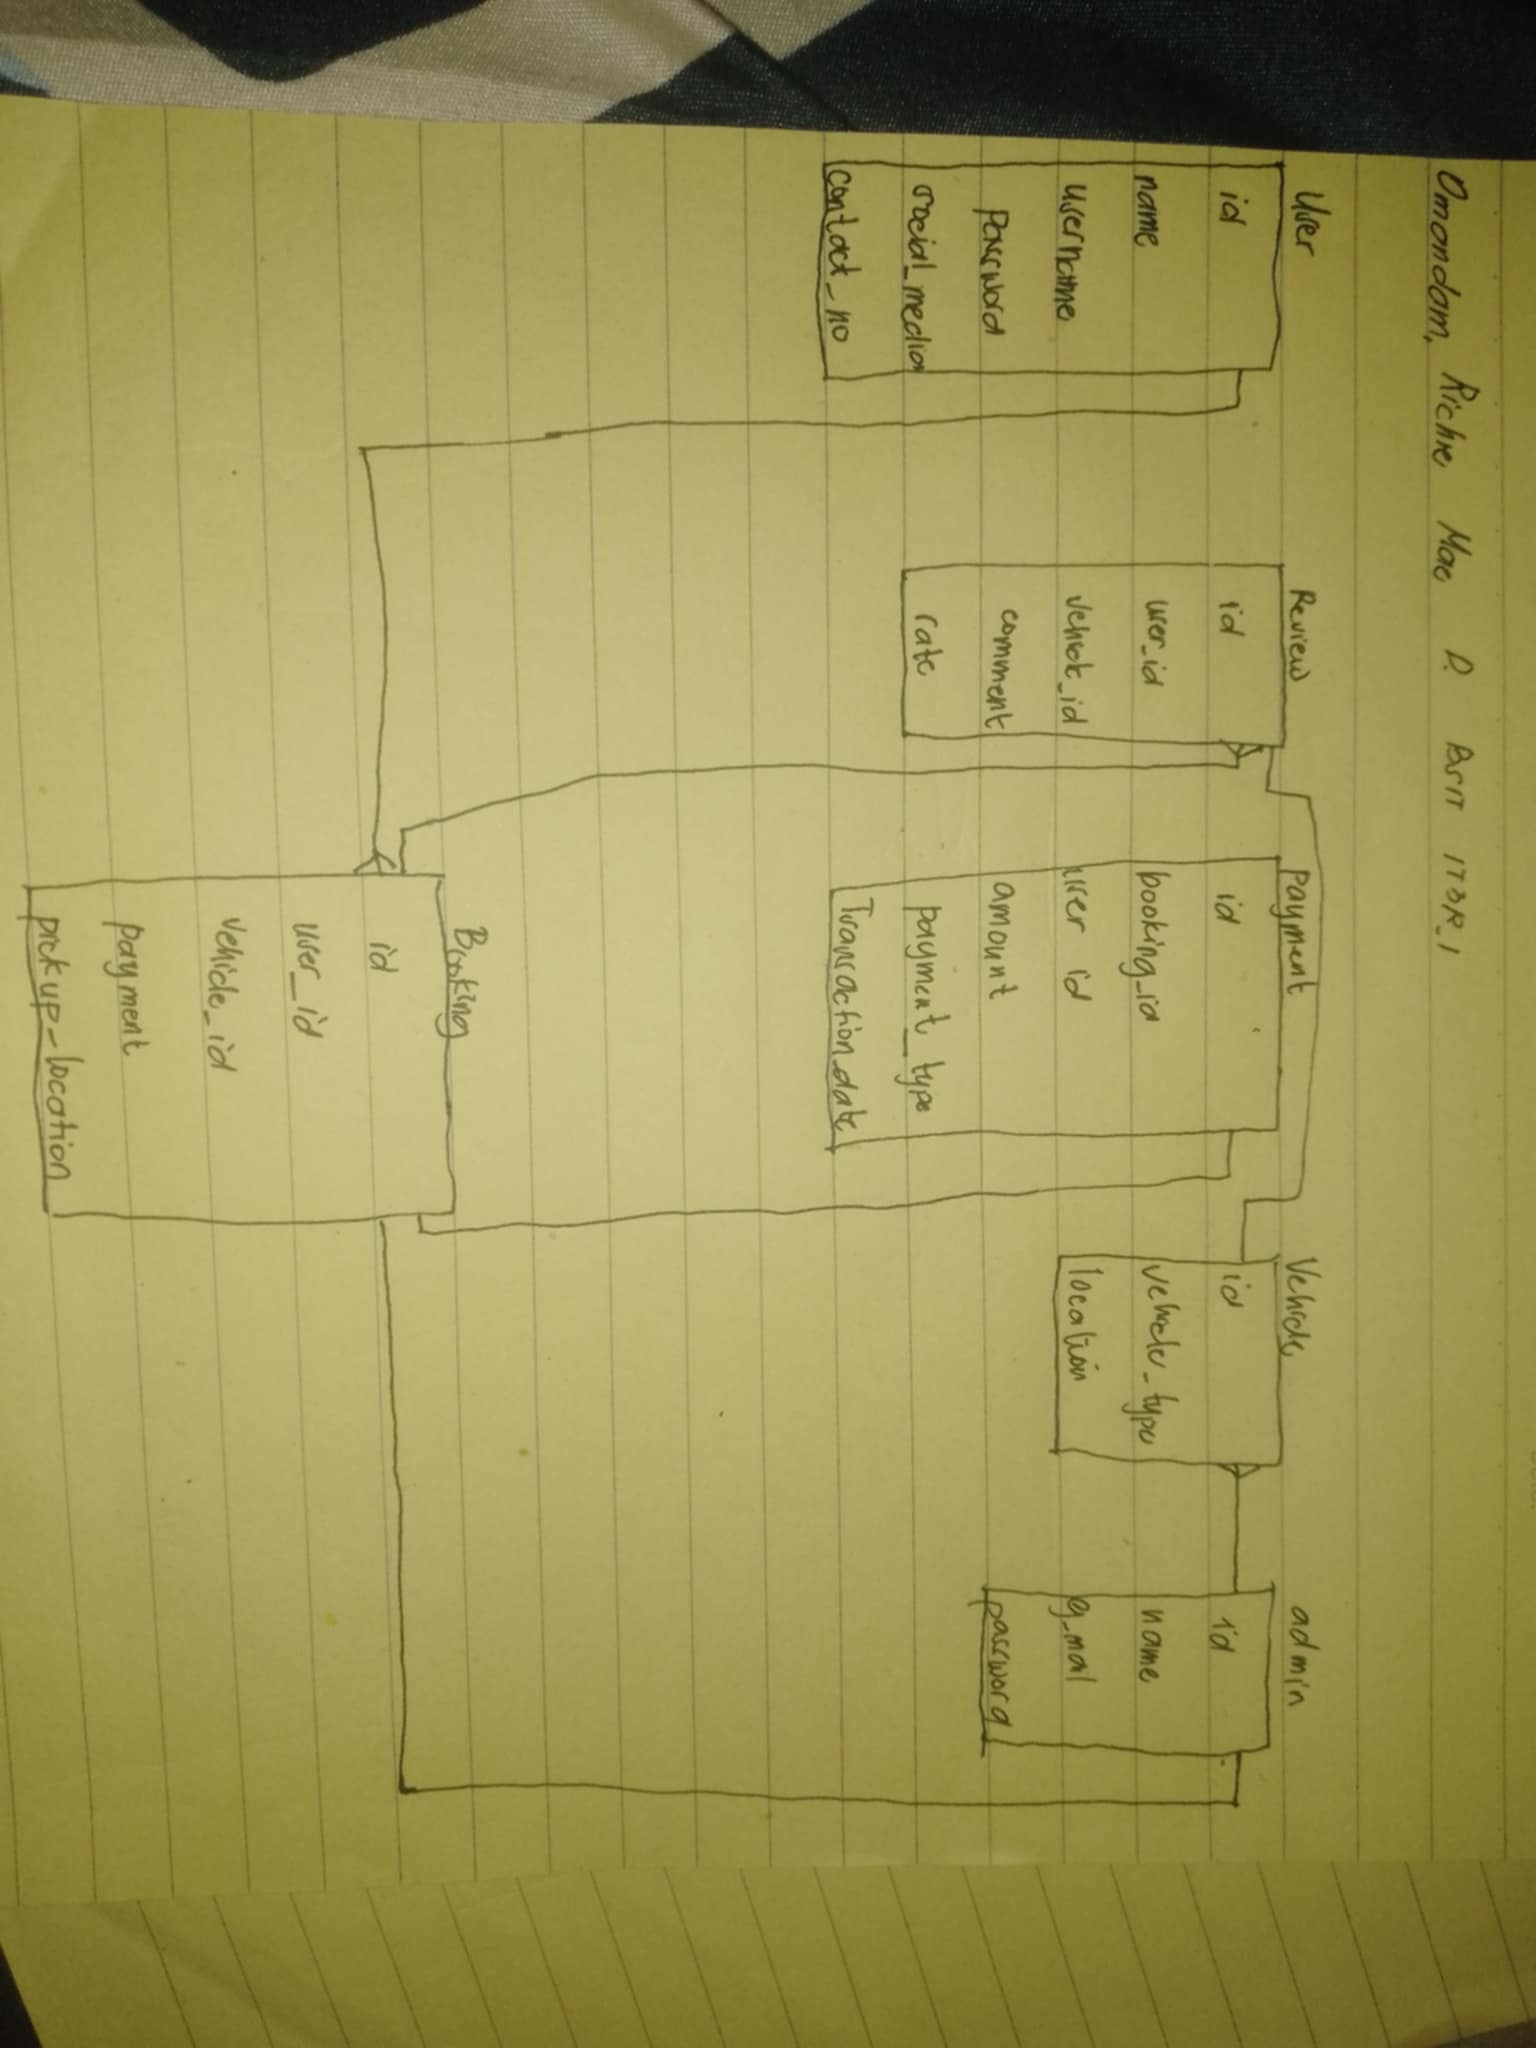 Omandam, Richie Mae D. BSIT IT3R_1
User
id
name
username
Password
social_media
contact_no
Review
id
user_id
vehicle_id
comment
rate
payment
id
booking_id
user id
amount
payment_type
Transaction_date
Vehicle
id
vehicle_type
location
admin
id
name
g_mail
password
Booking
id
user_id
vehicle_id
payment
pickup_location